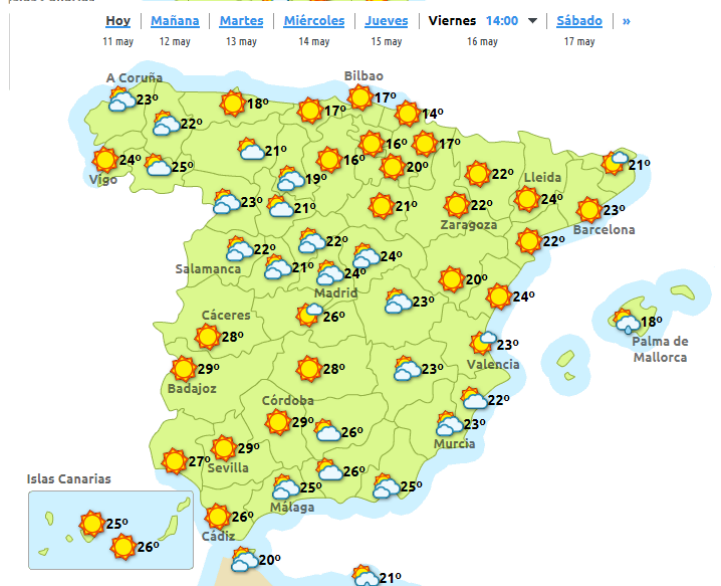 Hoy | Mañana | Martes | Miércoles | Jueves | Viernes 14:00 | Sábado | »
11 may 12 may 13 may 14 may 15 may 16 may 17 may
A Coruña
Bilbao
23º
18º
17º
17º
14º
22º
21º
16º
16º
17º
24º
25º
19º
20º
22º
21º
Vigo
Lleida
23º
21º
21º
22º
24º
23º
Zaragoza
Barcelona
22º
22º
24º
22º
Salamanca
21º
24º
20º
Madrid
23º
24º
Cáceres
26º
18º
28º
23º
Palma de
Mallorca
Valencia
29º
28º
23º
Badajoz
Córdoba
22º
29º
26º
23º
Murcia
27º
29º
Sevilla
26º
25º
25º
Islas Canarias
Málaga
25º
26º
26º
Cádiz
20º
21º